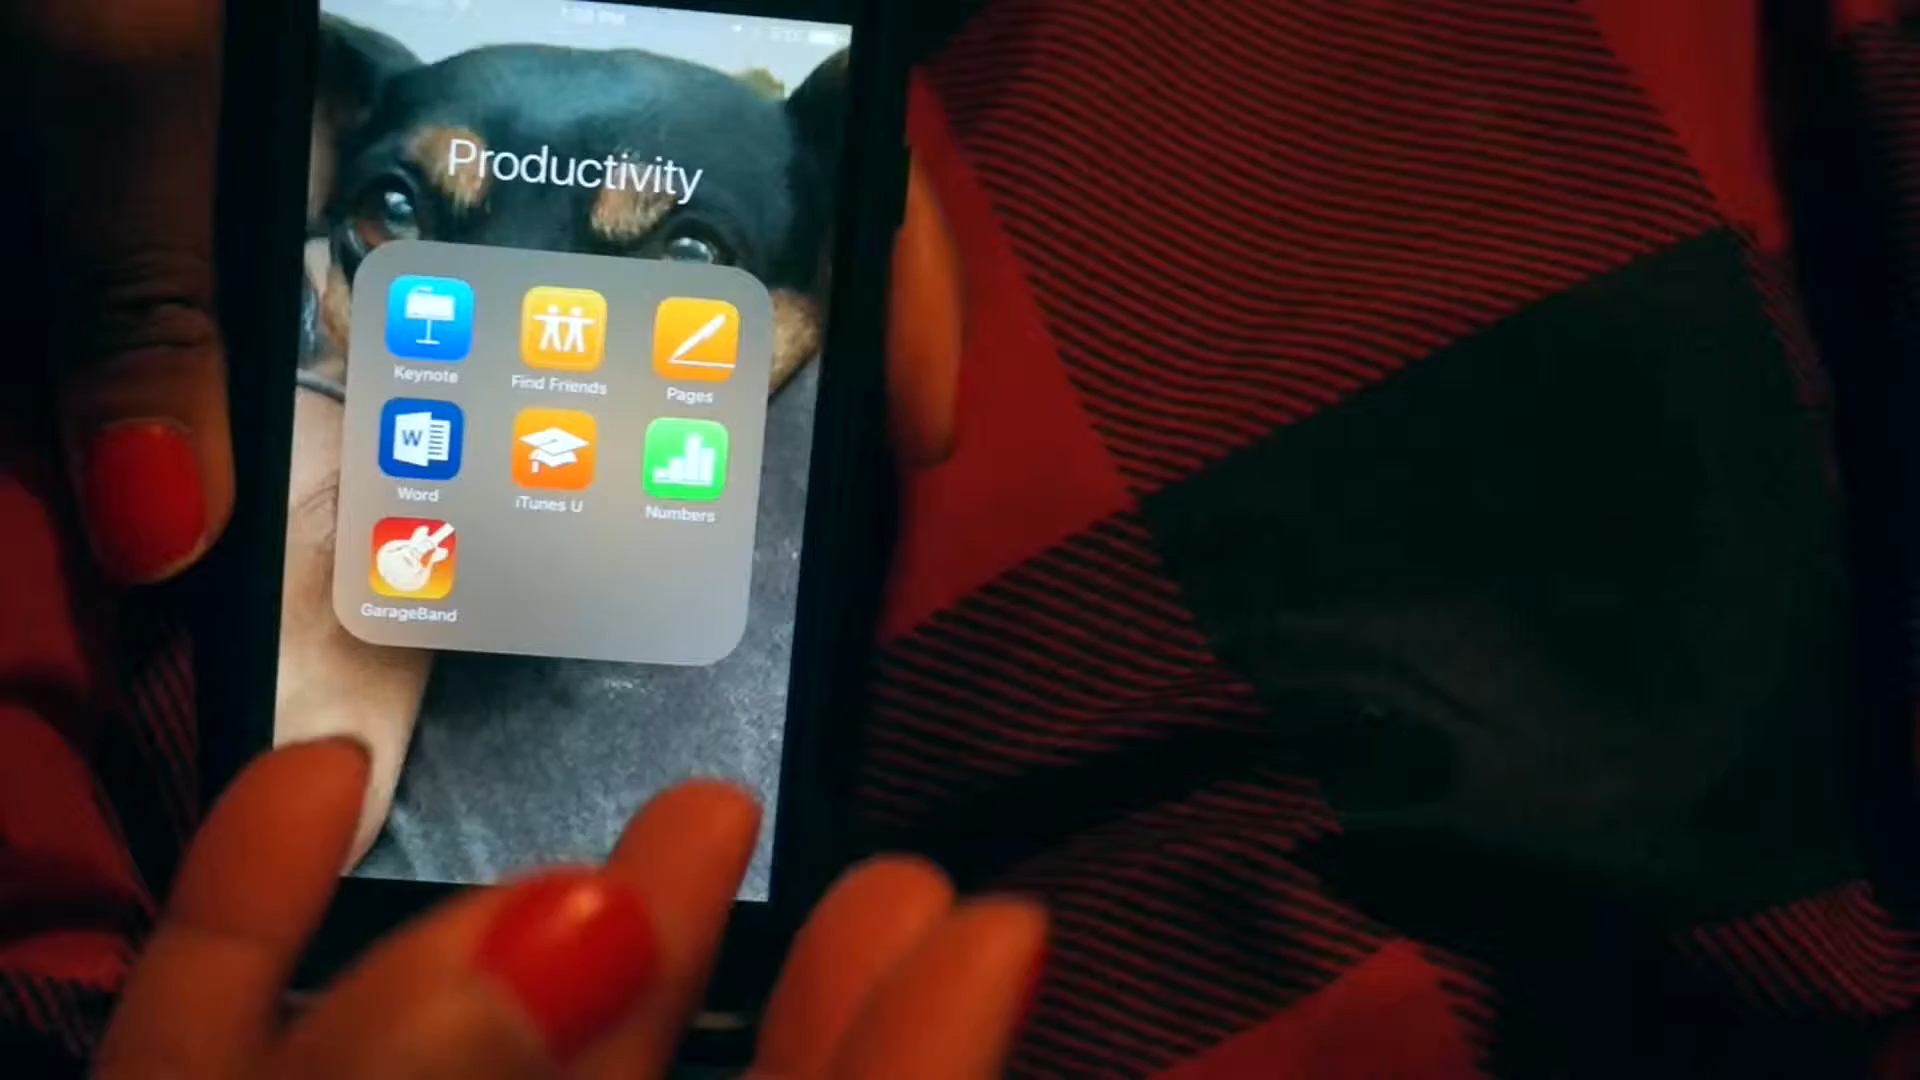 Productivity
Keynote
Find Friends
Pages
W
Word
iTunes U
Numbers
GarageBand